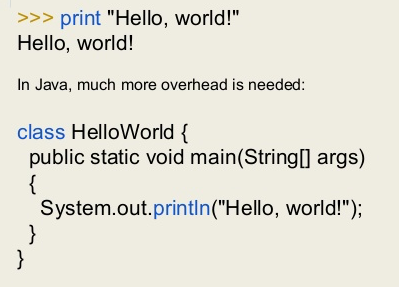 >>> print "Hello, world!"
Hello, world!
In Java, much more overhead is needed:
class HelloWorld {
public static void main(String[] args)
{
System.out.println("Hello, world!");
}
}